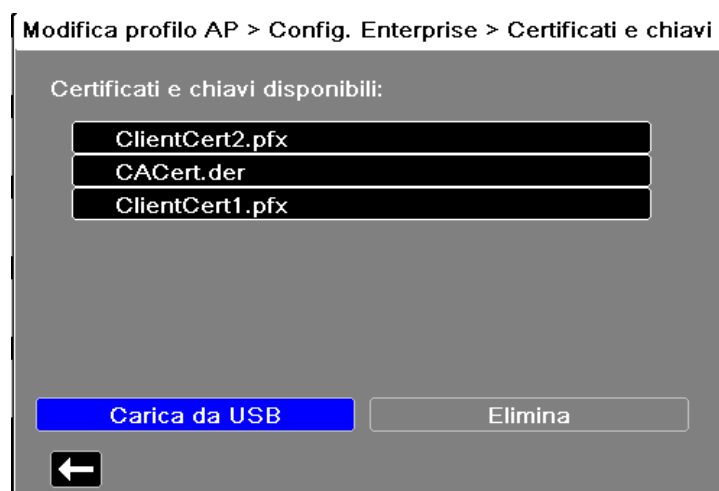 Modifica profilo AP > Config. Enterprise > Certificati e chiavi
Certificati e chiavi disponibili:
ClientCert2.pfx
CACert.der
ClientCert1.pfx
Carica da USB
Elimina